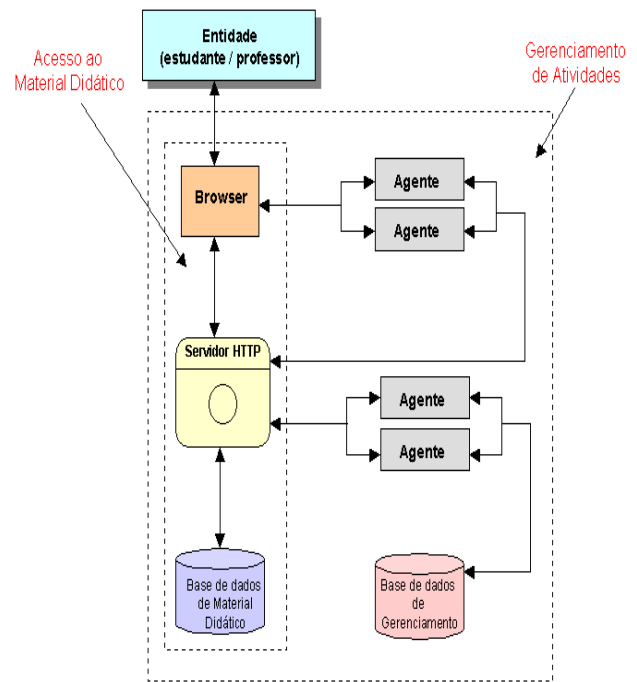 Entidade
(estudante / professor)
Acesso ao
Material Didático
Gerenciamento
de Atividades
Browser
Agente
Agente
Servidor HTTP
Agente
Agente
Base de dados
de Material
Didático
Base de dados
de
Gerenciamento